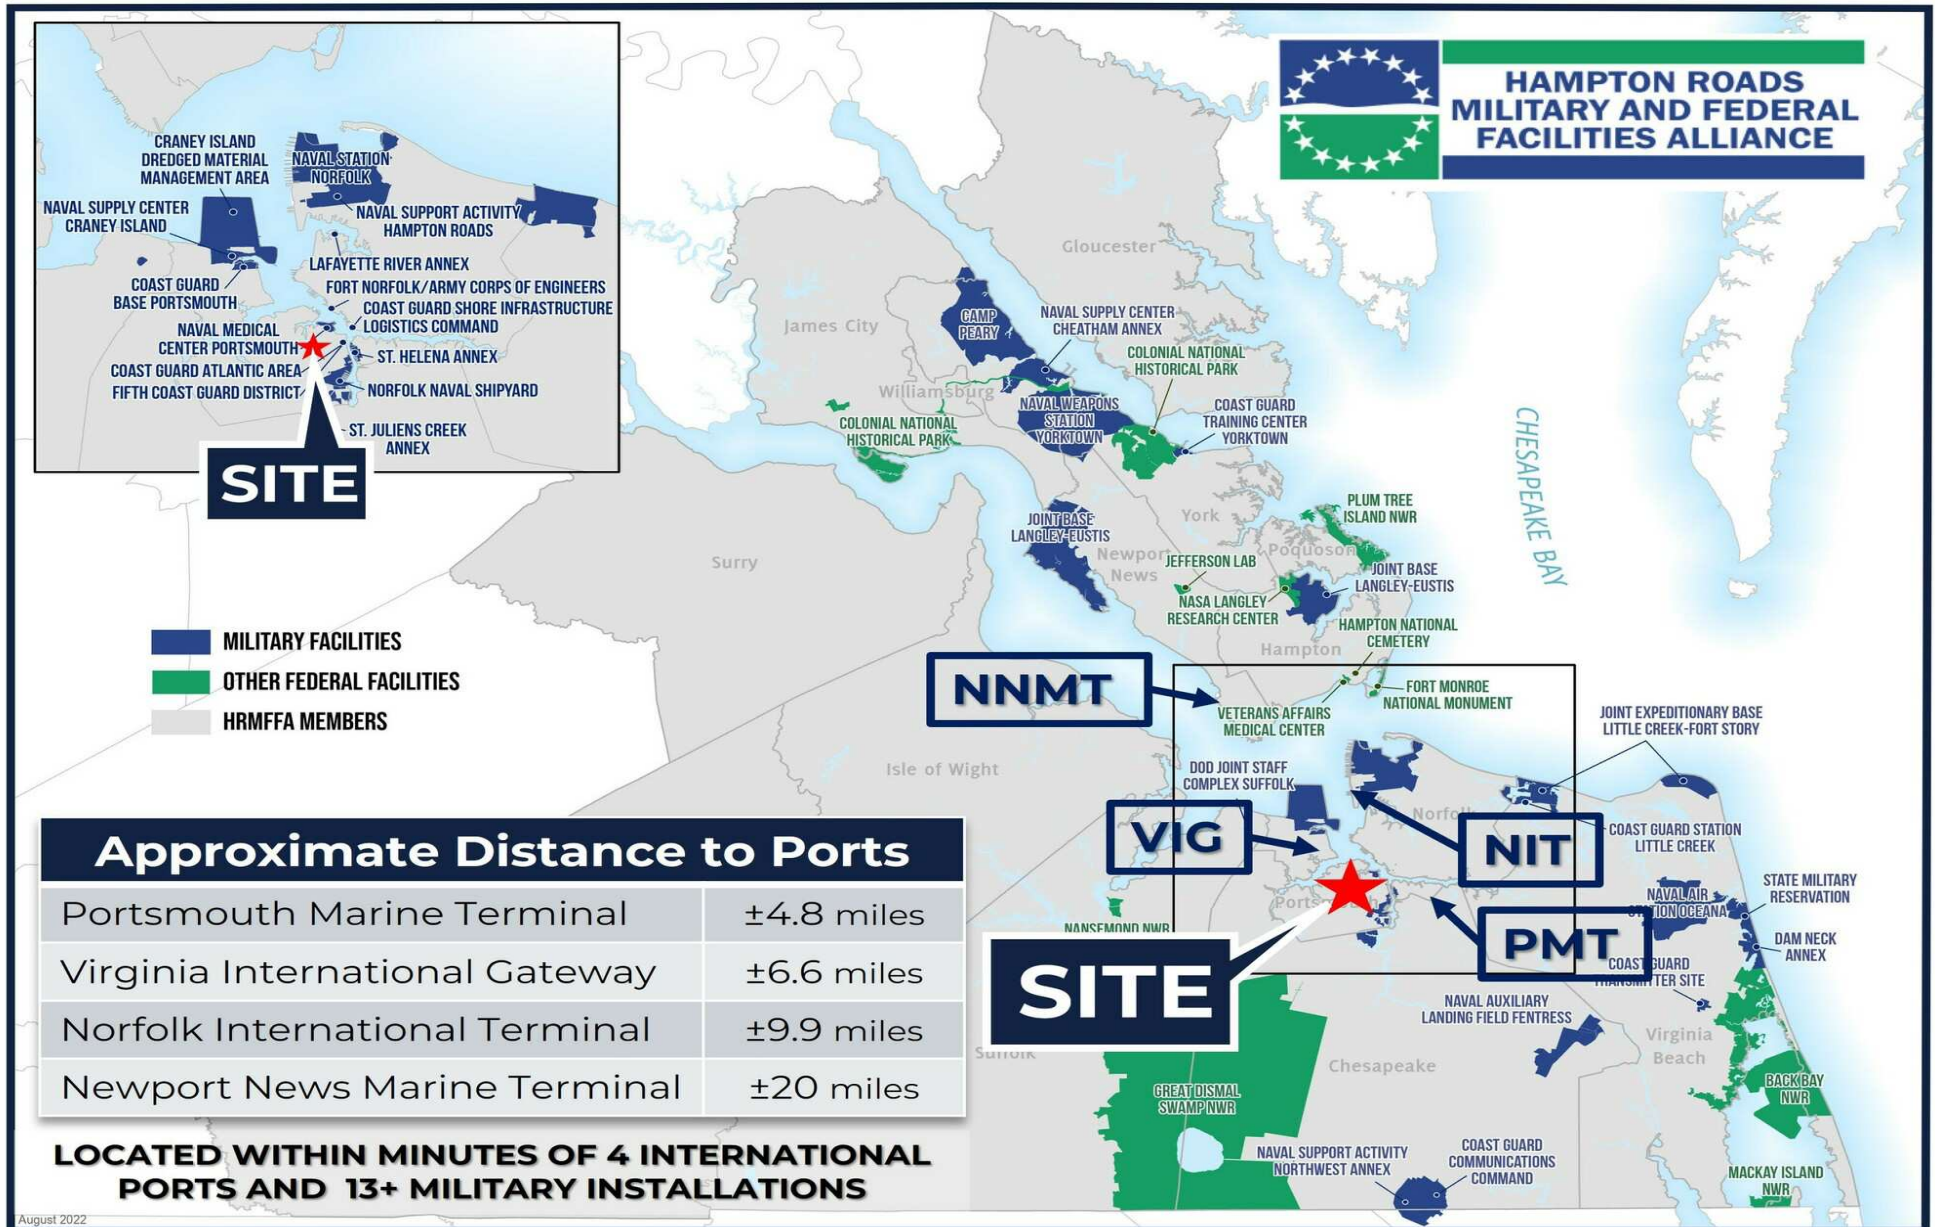 HAMPTON ROADS
MILITARY AND FEDERAL
FACILITIES ALLIANCE
CRANEY ISLAND
DREDGED MATERIAL
MANAGEMENT AREA
NAVAL STATION
NORFOLK
NAVAL SUPPLY CENTER
CRANEY ISLAND
NAVAL SUPPORT ACTIVITY
HAMPTON ROADS
LAFAYETTE RIVER ANNEX
COAST GUARD
BASE PORTSMOUTH
FORT NORFOLK/ARMY CORPS OF ENGINEERS
COAST GUARD SHORE INFRASTRUCTURE
LOGISTICS COMMAND
NAVAL MEDICAL
CENTER PORTSMOUTH
ST. HELENA ANNEX
COAST GUARD ATLANTIC AREA
FIFTH COAST GUARD DISTRICT
NORFOLK NAVAL SHIPYARD
ST. JULIENS CREEK
ANNEX
SITE
Gloucester
James City
CAMP
PEARY
NAVAL SUPPLY CENTER
CHEATHAM ANNEX
COLONIAL NATIONAL
HISTORICAL PARK
Williamsburg
NAVAL WEAPONS
STATION
YORKTOWN
COAST GUARD
TRAINING CENTER
YORKTOWN
COLONIAL NATIONAL
HISTORICAL PARK
CHESAPEAKE BAY
PLUM TREE
ISLAND NWR
JOINT BASE
LANGLEY-EUSTIS
York
Surry
Newport
News
Poquoson
JEFFERSON LAB
JOINT BASE
LANGLEY-EUSTIS
NASA LANGLEY
RESEARCH CENTER
HAMPTON NATIONAL
CEMETERY
Hampton
MILITARY FACILITIES
OTHER FEDERAL FACILITIES
HRMFFA MEMBERS
NNMT
FORT MONROE
NATIONAL MONUMENT
VETERANS AFFAIRS
MEDICAL CENTER
JOINT EXPEDITIONARY BASE
LITTLE CREEK-FORT STORY
Isle of Wight
DOD JOINT STAFF
COMPLEX SUFFOLK
Norfolk
VIG
NIT
COAST GUARD STATION
LITTLE CREEK
STATE MILITARY
RESERVATION
NAVAL AIR
STATION OCEANA
Portsmouth
NANSEMOND NWR
PMT
DAM NECK
ANNEX
COAST GUARD
TRANSMITTER SITE
SITE
NAVAL AUXILIARY
LANDING FIELD FENTRESS
Virginia
Beach
Suffolk
Chesapeake
GREAT DISMAL
SWAMP NWR
BACK BAY
NWR
NAVAL SUPPORT ACTIVITY
NORTHWEST ANNEX
COAST GUARD
COMMUNICATIONS
COMMAND
MACKAY ISLAND
NWR
Approximate Distance to Ports
Portsmouth Marine Terminal ±4.8 miles
Virginia International Gateway ±6.6 miles
Norfolk International Terminal ±9.9 miles
Newport News Marine Terminal ±20 miles
LOCATED WITHIN MINUTES OF 4 INTERNATIONAL
PORTS AND 13+ MILITARY INSTALLATIONS
August 2022